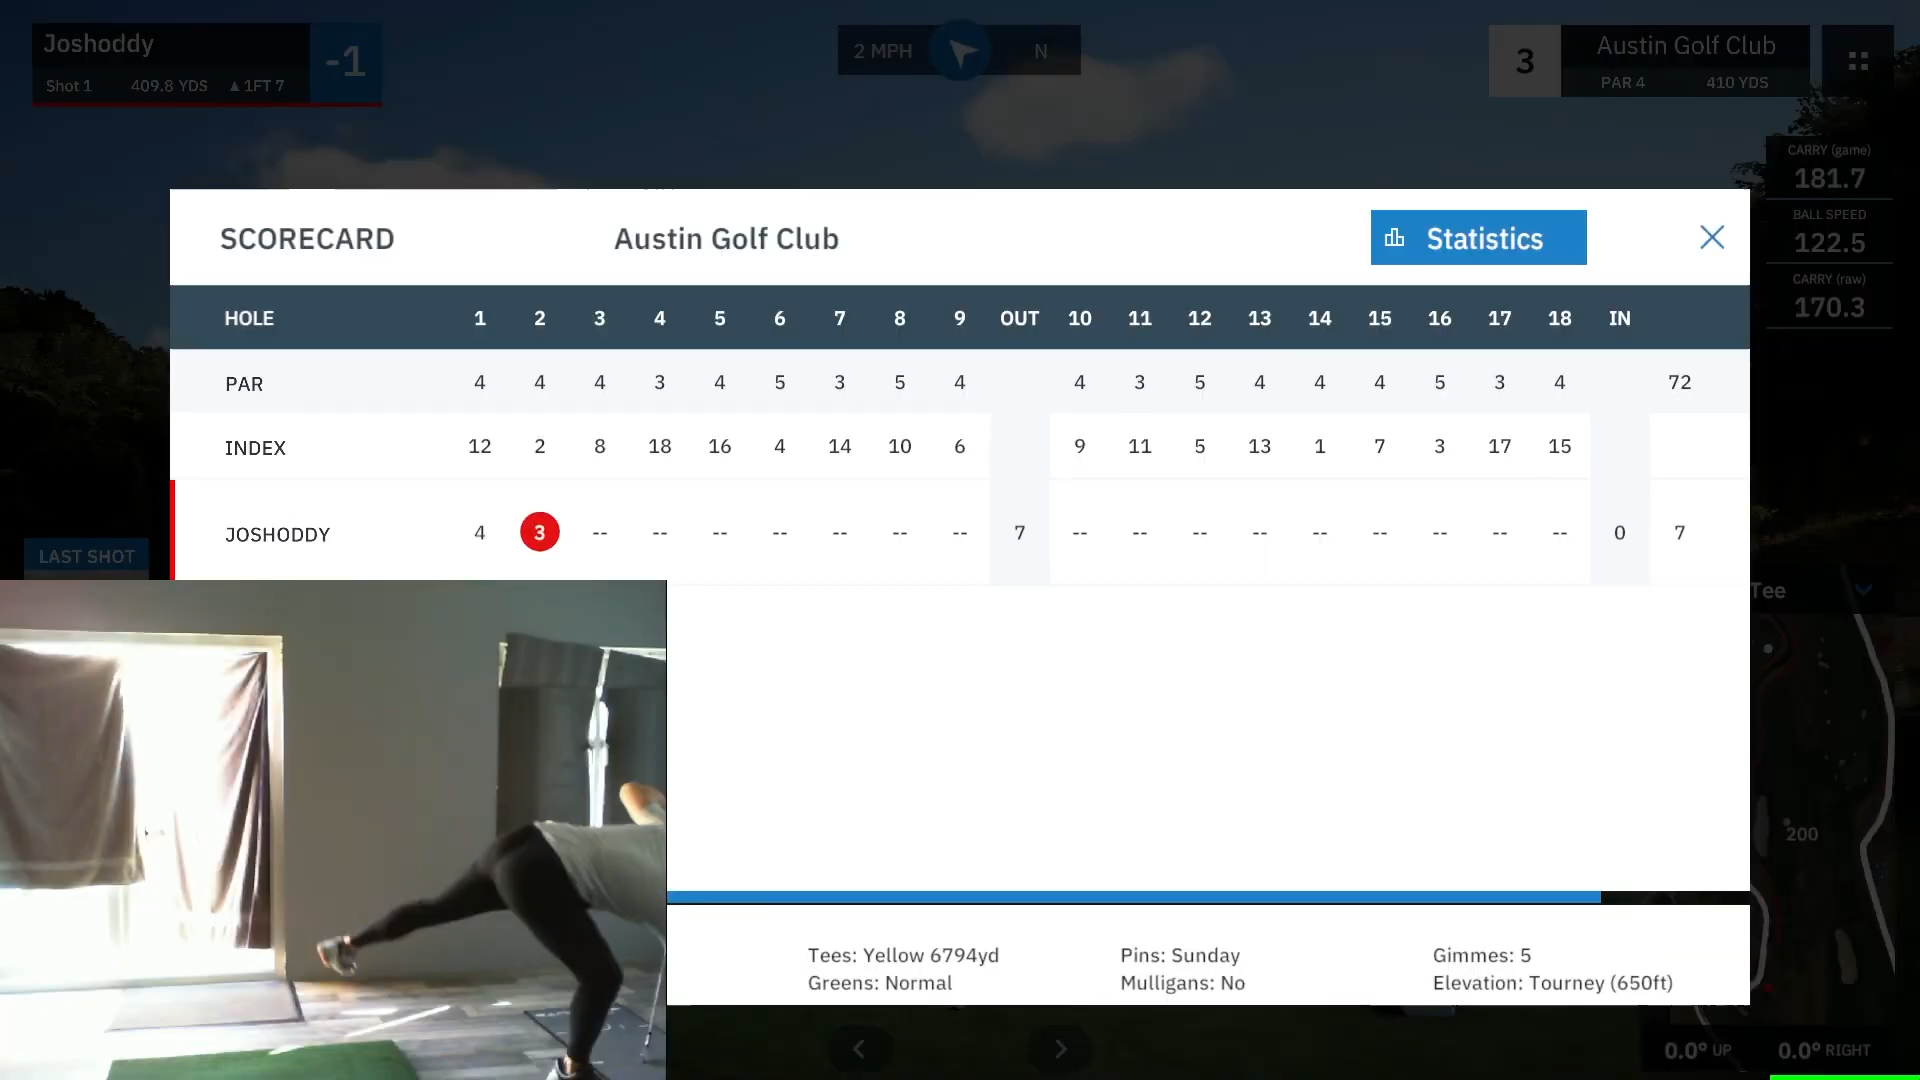 Joshoddy
Shot 1 409.8 YDS ▲1FT 7
-1
2 MPH N
3
Austin Golf Club
PAR 4 410 YDS
CARRY (game)
181.7
BALL SPEED
122.5
CARRY (raw)
170.3
SCORECARD Austin Golf Club Statistics
HOLE 1 2 3 4 5 6 7 8 9 OUT 10 11 12 13 14 15 16 17 18 IN
PAR 4 4 4 3 4 5 3 5 4 4 3 5 4 4 4 5 3 4 72
INDEX 12 2 8 18 16 4 14 10 6 9 11 5 13 1 7 3 17 15
JOSHODDY 4 3 -- -- -- -- -- -- -- 7 -- -- -- -- -- -- -- -- -- 0 7
LAST SHOT
Tee
200
Tees: Yellow 6794yd Pins: Sunday Gimmes: 5
Greens: Normal Mulligans: No Elevation: Tourney (650ft)
0.0° UP 0.0° RIGHT